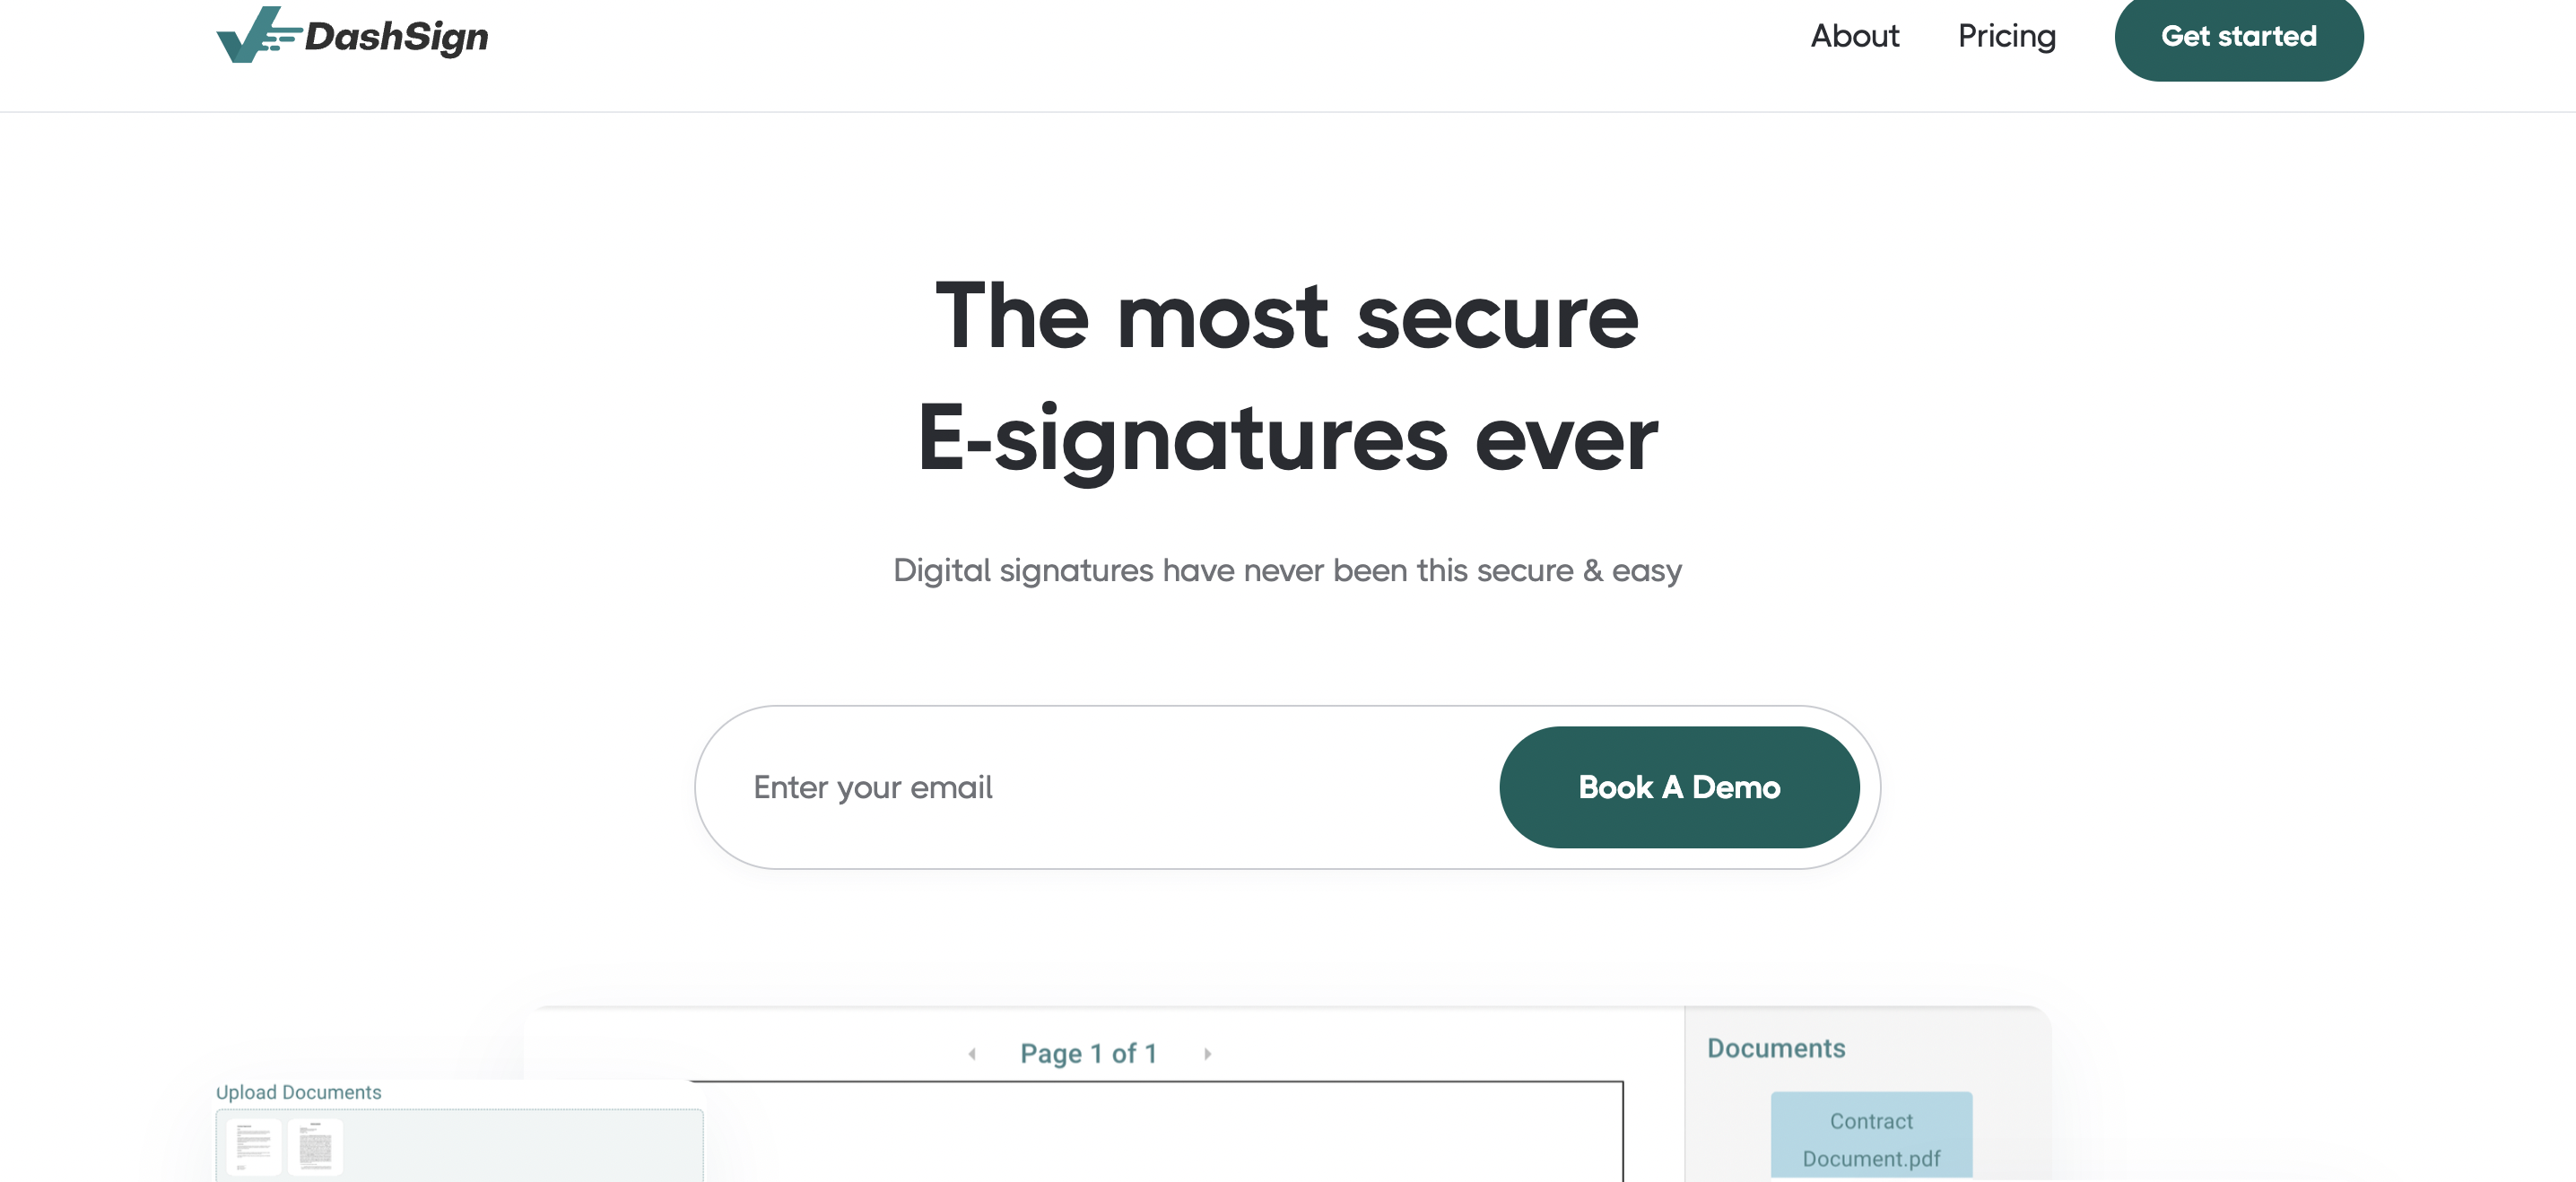 DashSign
About
Pricing
Get started
The most secure
E-signatures ever
Digital signatures have never been this secure & easy
Enter your email
Book A Demo
Page 1 of 1
Documents
Upload Documents
Contract
Document.pdf